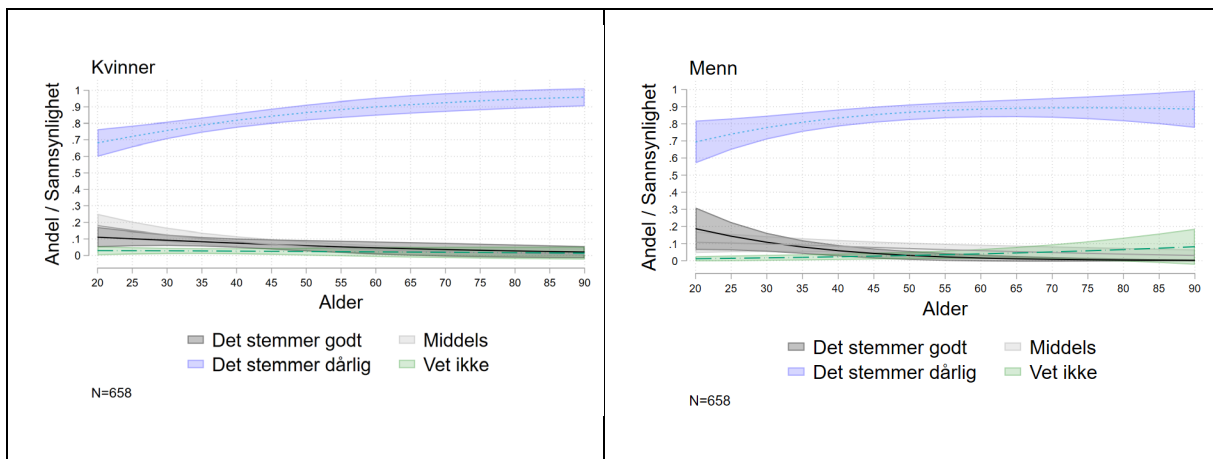 Kvinner
Andel / Sannsynlighet
1
.9
.8
.7
.6
.5
.4
.3
.2
.1
0
20 25 30 35 40 45 50 55 60 65 70 75 80 85 90
Alder
Det stemmer godt Middels
Det stemmer dårlig Vet ikke
N=658
Menn
Andel / Sannsynlighet
1
.9
.8
.7
.6
.5
.4
.3
.2
.1
0
20 25 30 35 40 45 50 55 60 65 70 75 80 85 90
Alder
Det stemmer godt Middels
Det stemmer dårlig Vet ikke
N=658